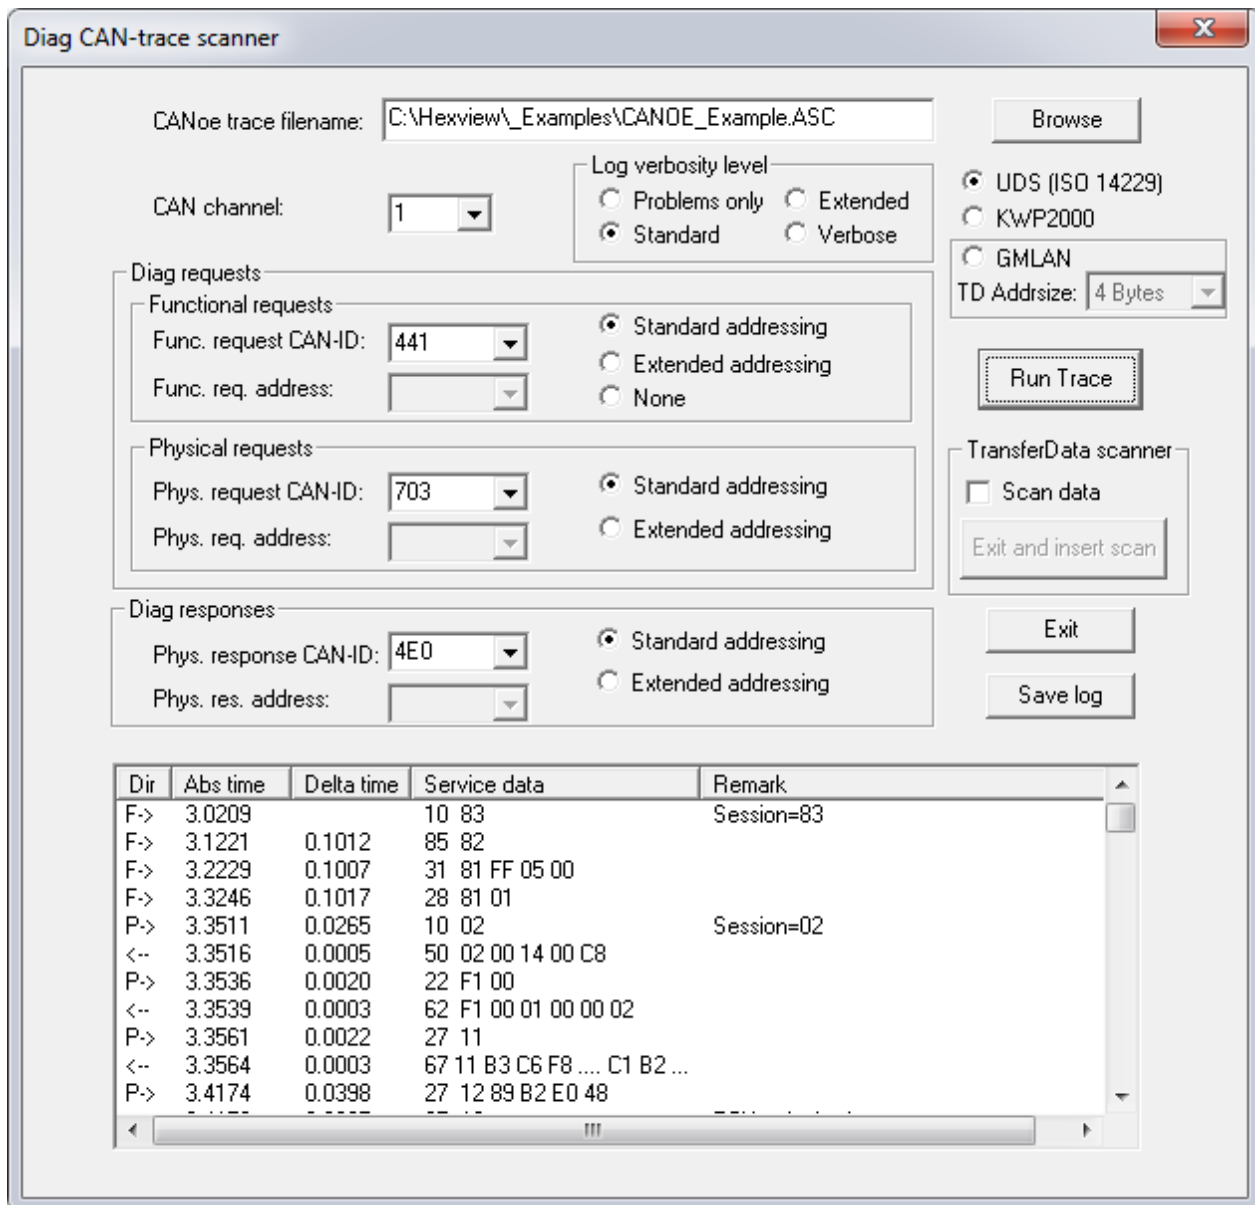 Diag CAN-trace scanner
CANoe trace filename: C:\Hexview\_Examples\CANOE_Example.ASC Browse
Log verbosity level
CAN channel: 1
Problems only Extended
Standard Verbose
UDS (ISO 14229)
KWP2000
GMLAN
TD Addrsize: 4 Bytes
Diag requests
Functional requests
Func. request CAN-ID: 441
Func. req. address:
Standard addressing
Extended addressing
None
Run Trace
Physical requests
Phys. request CAN-ID: 703
Phys. req. address:
Standard addressing
Extended addressing
TransferData scanner
Scan data
Exit and insert scan
Diag responses
Phys. response CAN-ID: 4E0
Phys. res. address:
Standard addressing
Extended addressing
Exit
Save log
Dir Abs time Delta time Service data Remark
F-> 3.0209 10 83 Session=83
F-> 3.1221 0.1012 85 82
F-> 3.2229 0.1007 31 81 FF 05 00
F-> 3.3246 0.1017 28 81 01
P-> 3.3511 0.0265 10 02 Session=02
<-- 3.3516 0.0005 50 02 00 14 00 C8
P-> 3.3536 0.0020 22 F1 00
<-- 3.3539 0.0003 62 F1 00 01 00 00 02
P-> 3.3561 0.0022 27 11
<-- 3.3564 0.0003 67 11 B3 C6 F8 .... C1 B2 ...
P-> 3.4174 0.0398 27 12 89 B2 E0 48